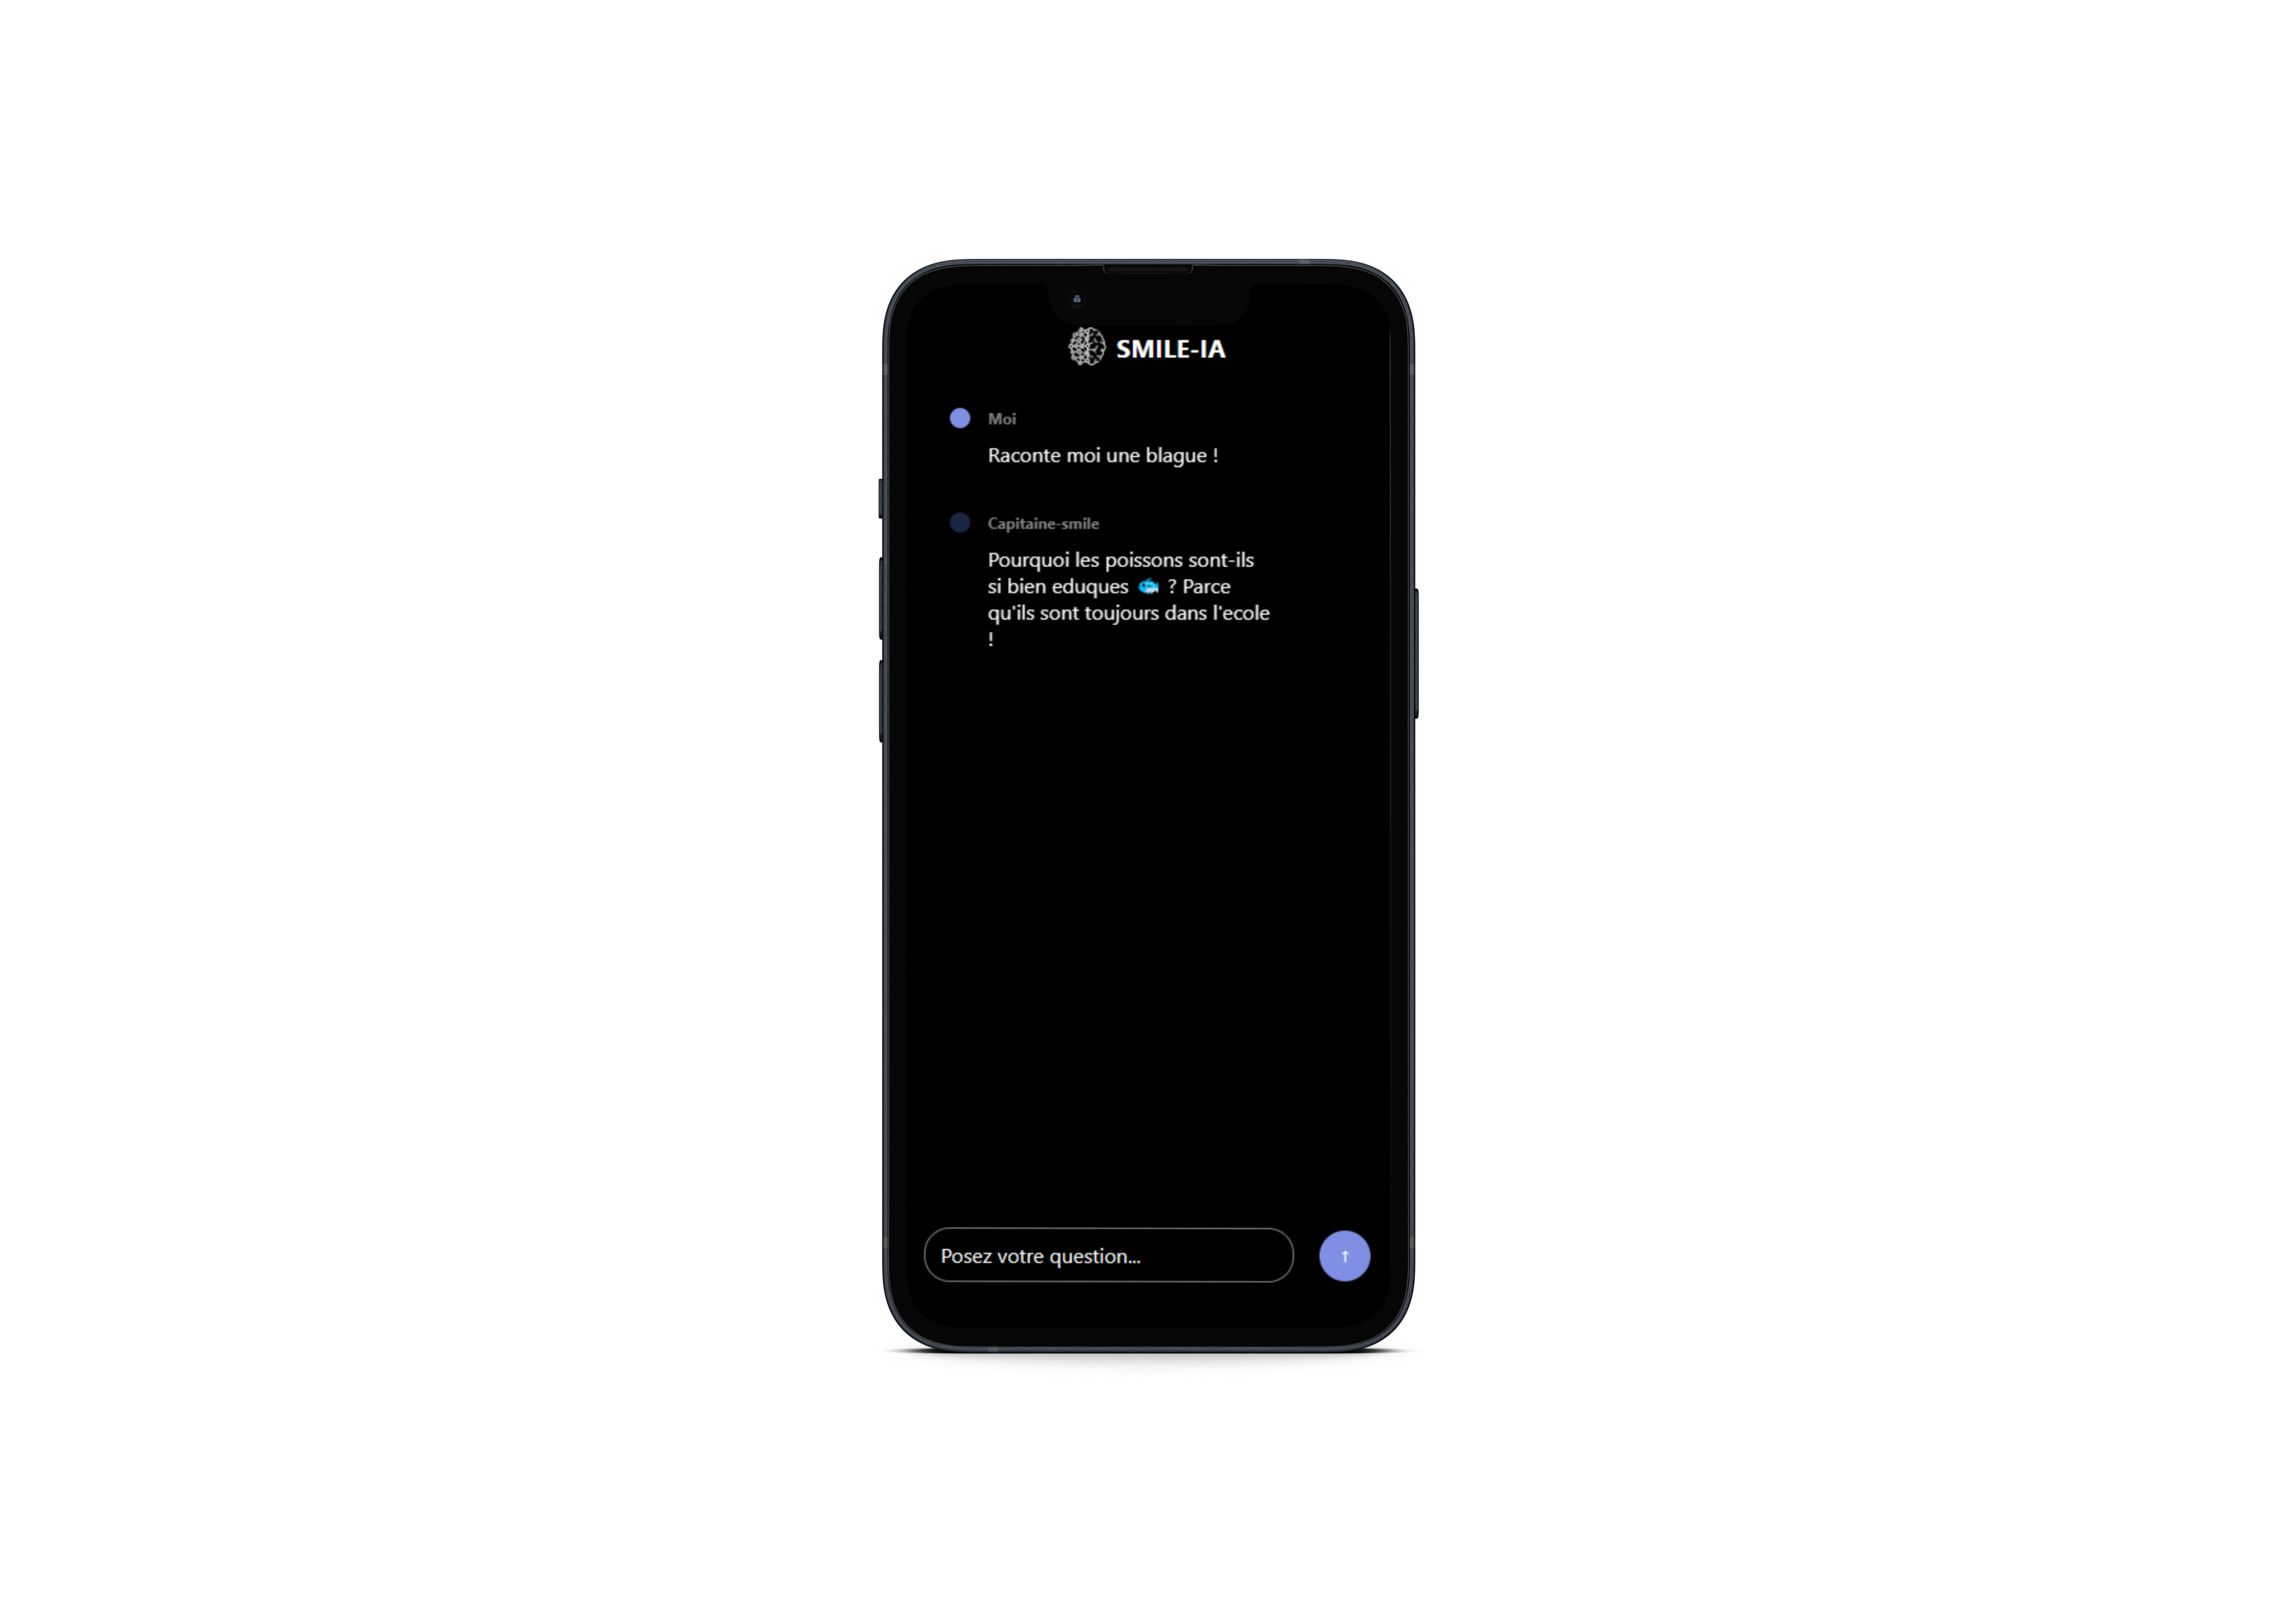 SMILE-IA
Moi
Raconte moi une blague !
Capitaine-smile
Pourquoi les poissons sont-ils
si bien eduques 🐟 ? Parce
qu'ils sont toujours dans l'ecole
!
Posez votre question...
↑